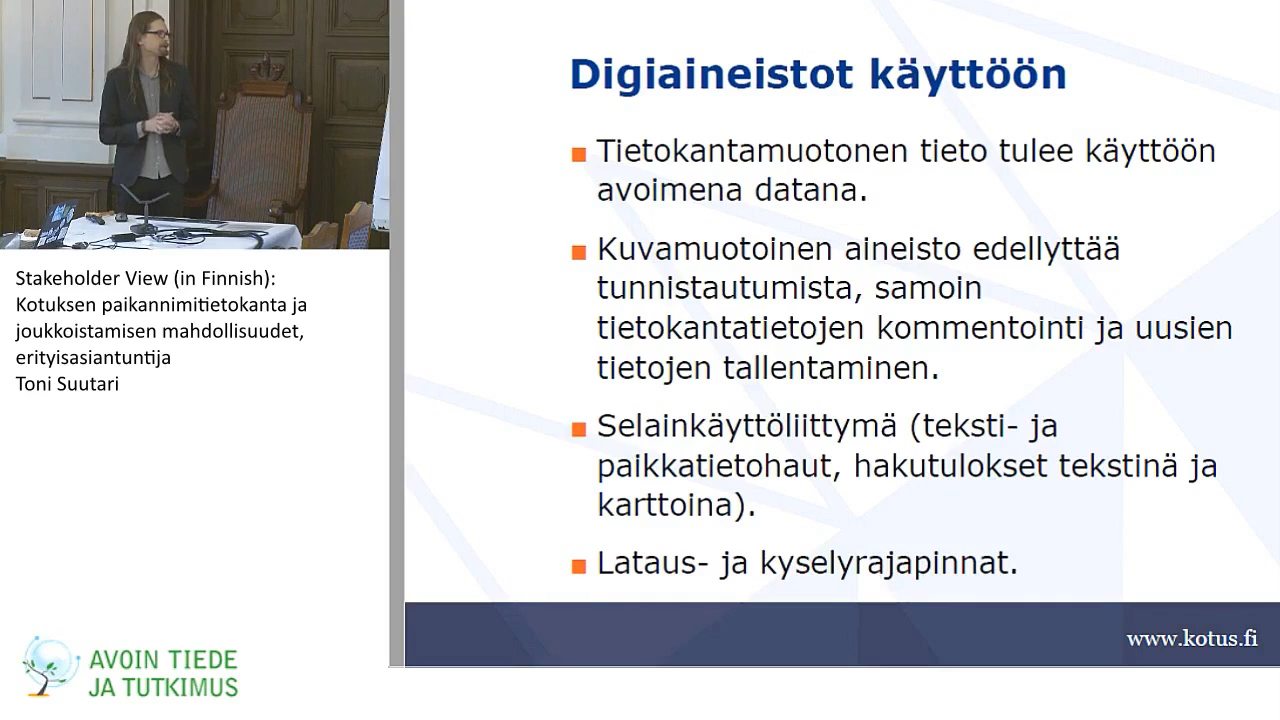 Digiaineistot käyttöön
Tietokantamuotonen tieto tulee käyttöön
avoimena datana.
Kuvamuotoinen aineisto edellyttää
tunnistautumista, samoin
tietokantatietojen kommentointi ja uusien
tietojen tallentaminen.
Selainkäyttöliittymä (teksti- ja
paikkatietohaut, hakutulokset tekstinä ja
karttoina).
Lataus- ja kyselyrajapinnat.
www.kotus.fi
Stakeholder View (in Finnish):
Kotuksen paikannimitietokanta ja
joukkoistamisen mahdollisuudet,
erityisasiantuntija
Toni Suutari
AVOIN TIEDE
JA TUTKIMUS